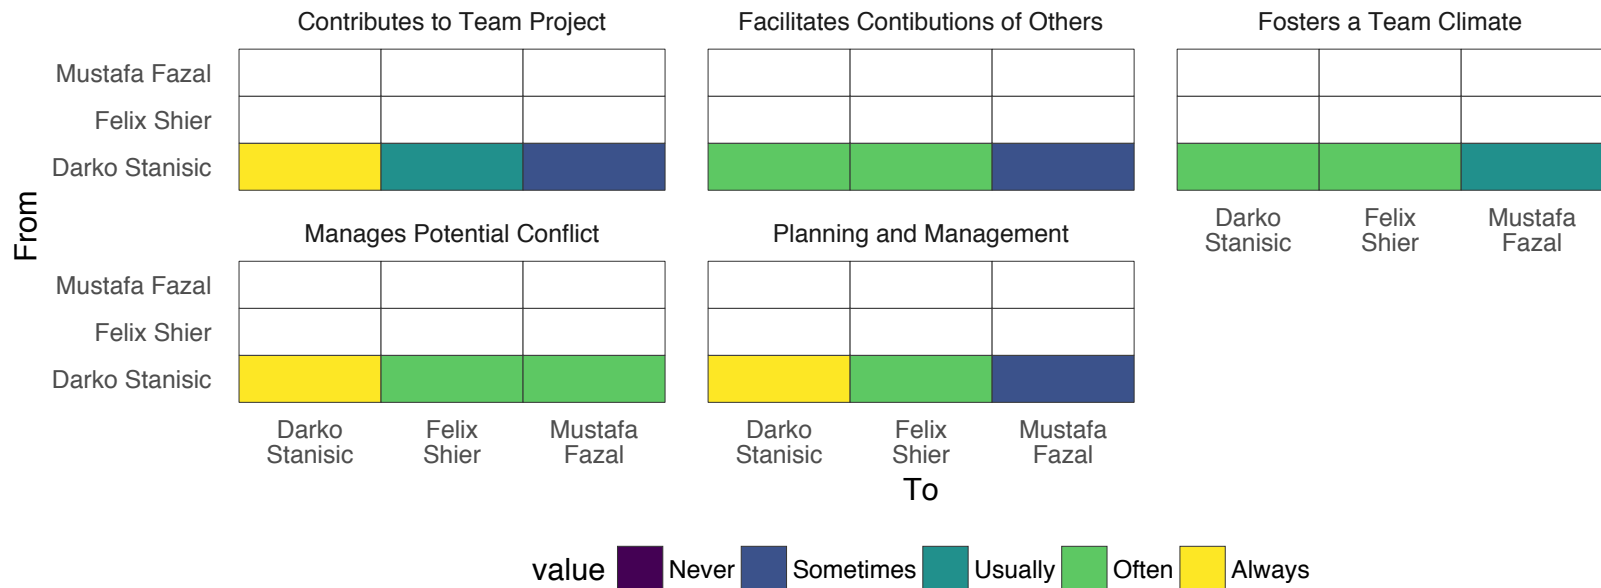 Contributes to Team Project
Facilitates Contibutions of Others
Fosters a Team Climate
Mustafa Fazal
Felix Shier
Darko Stanisic
Darko
Stanisic
Felix
Shier
Mustafa
Fazal
From
Manages Potential Conflict
Planning and Management
Mustafa Fazal
Felix Shier
Darko Stanisic
Darko
Stanisic
Felix
Shier
Mustafa
Fazal
Darko
Stanisic
Felix
Shier
Mustafa
Fazal
To
value Never Sometimes Usually Often Always